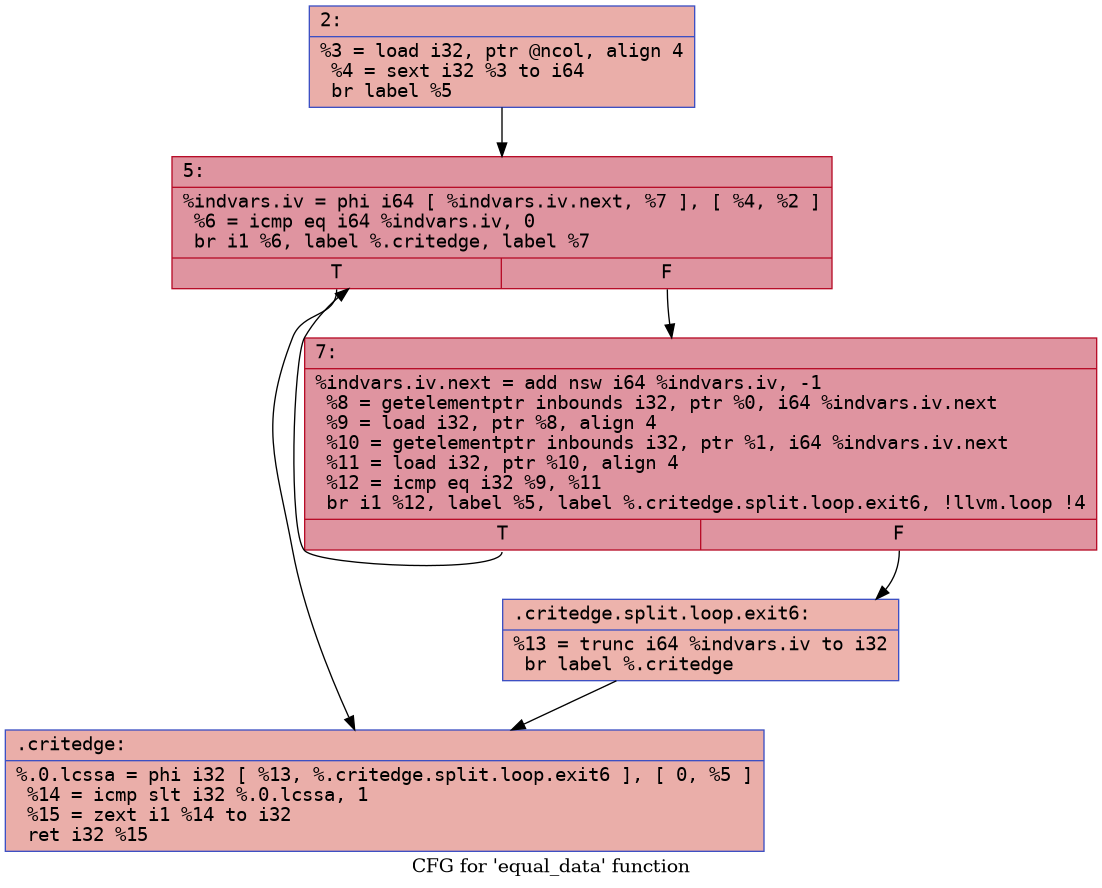 2:
%3 = load i32, ptr @ncol, align 4
%4 = sext i32 %3 to i64
br label %5
5:
%indvars.iv = phi i64 [ %indvars.iv.next, %7 ], [ %4, %2 ]
%6 = icmp eq i64 %indvars.iv, 0
br i1 %6, label %.critedge, label %7
T F
7:
%indvars.iv.next = add nsw i64 %indvars.iv, -1
%8 = getelementptr inbounds i32, ptr %0, i64 %indvars.iv.next
%9 = load i32, ptr %8, align 4
%10 = getelementptr inbounds i32, ptr %1, i64 %indvars.iv.next
%11 = load i32, ptr %10, align 4
%12 = icmp eq i32 %9, %11
br i1 %12, label %5, label %.critedge.split.loop.exit6, !llvm.loop !4
T F
.critedge.split.loop.exit6:
%13 = trunc i64 %indvars.iv to i32
br label %.critedge
.critedge:
%.0.lcssa = phi i32 [ %13, %.critedge.split.loop.exit6 ], [ 0, %5 ]
%14 = icmp slt i32 %.0.lcssa, 1
%15 = zext i1 %14 to i32
ret i32 %15
CFG for 'equal_data' function